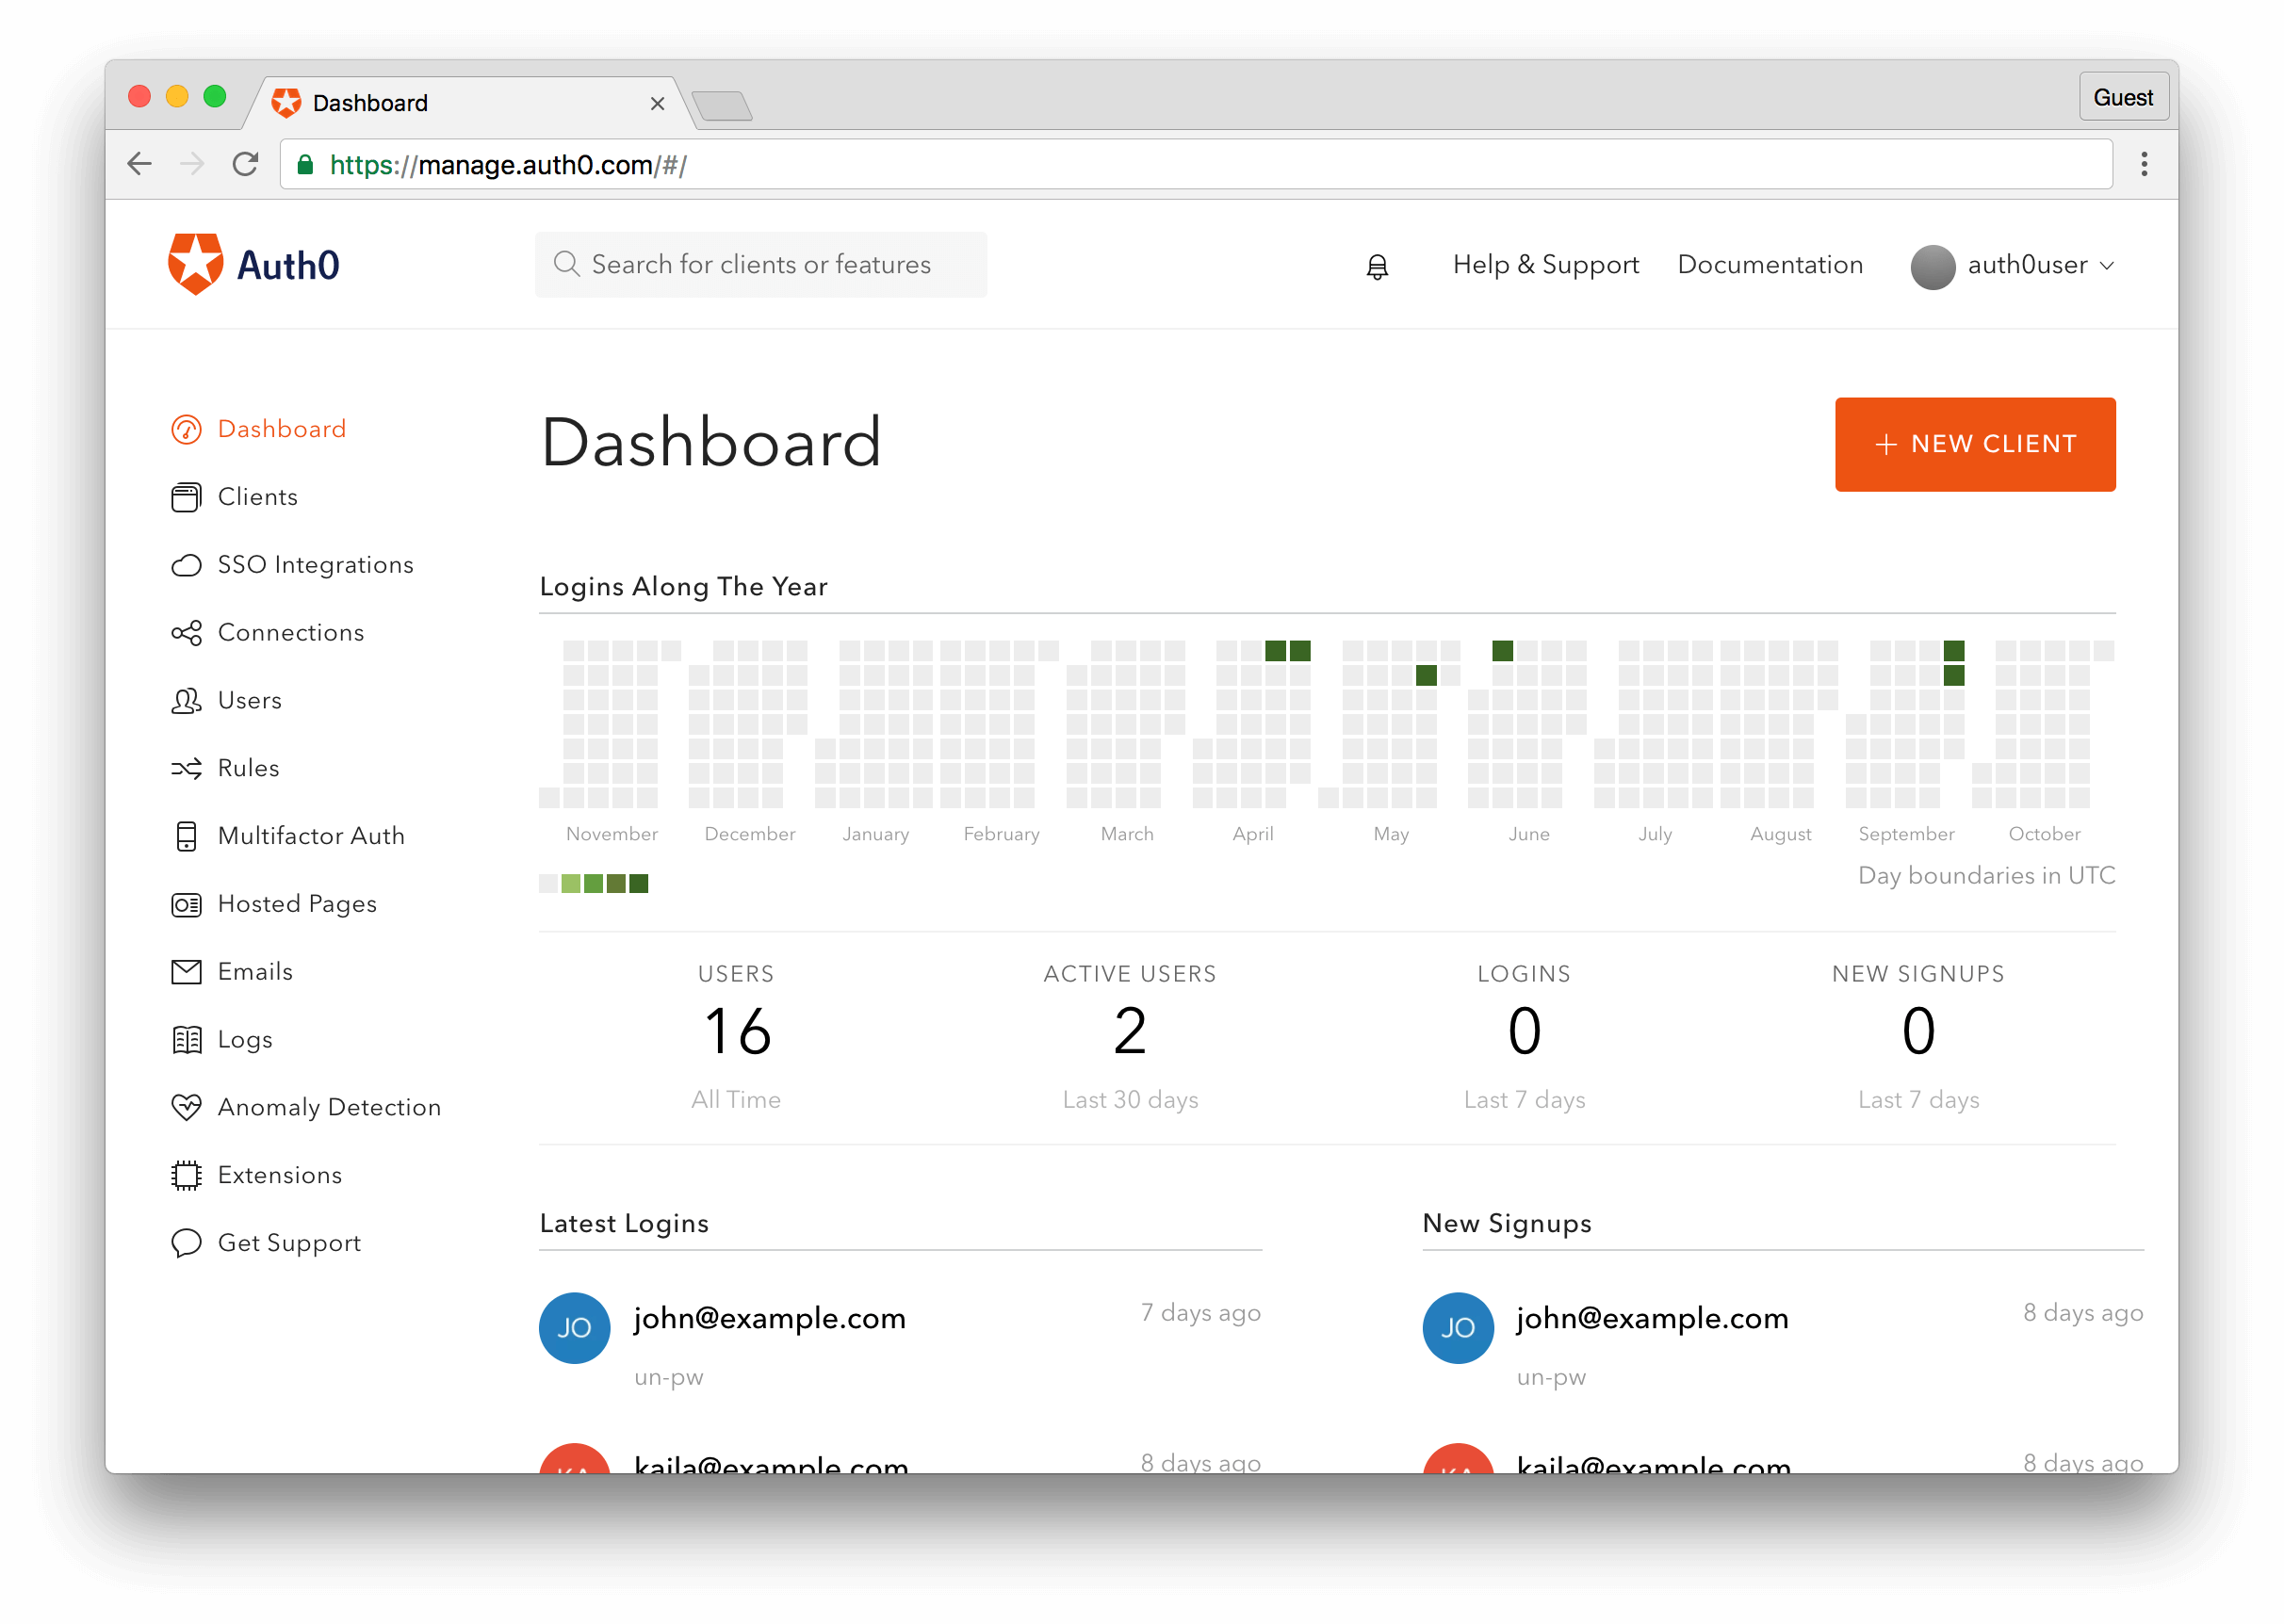 Dashboard
Guest
https://manage.auth0.com/#/
Auth0
Search for clients or features
Help & Support
Documentation
auth0user
Dashboard
Clients
SSO Integrations
Connections
Users
Rules
Multifactor Auth
Hosted Pages
Emails
Logs
Anomaly Detection
Extensions
Get Support
Dashboard
+ NEW CLIENT
Logins Along The Year
November December January February March April May June July August September October
Day boundaries in UTC
USERS
16
All Time
ACTIVE USERS
2
Last 30 days
LOGINS
0
Last 7 days
NEW SIGNUPS
0
Last 7 days
Latest Logins
JO
john@example.com
7 days ago
un-pw
KA
kaila@example.com
8 days ago
New Signups
JO
john@example.com
8 days ago
un-pw
KA
kaila@example.com
8 days ago